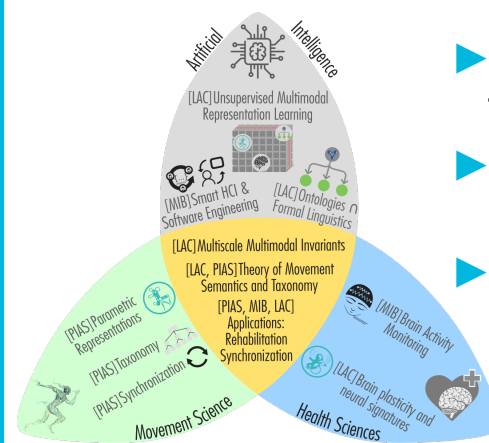 Artificial
Intelligence
[LAC]Unsupervised Multimodal
Representation Learning
[MIB]Smart HCI &
Software Engineering
[LAC]Ontologies ∩
Formal Linguistics
[LAC]Multiscale Multimodal Invariants
[LAC, PIAS]Theory of Movement
Semantics and Taxonomy
[PIAS, MIB, LAC]
Applications:
Rehabilitation
Synchronization
[PIAS]Parametric
Representations
[PIAS]Taxonomy
[PIAS]Synchronization
Movement Science
[MIB]Brain Activity
Monitoring
[LAC]Brain plasticity and
neural signatures
Health Sciences